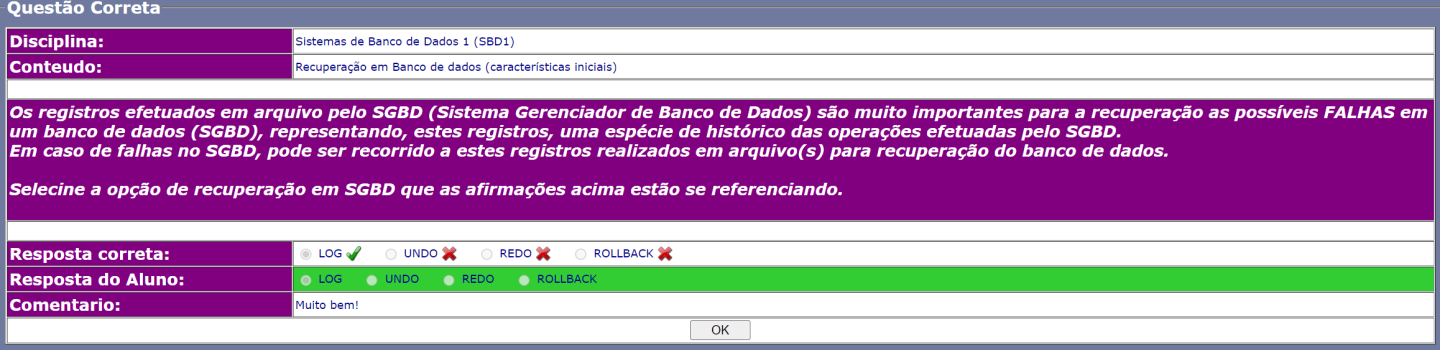 Questão Correta
Disciplina: Sistemas de Banco de Dados 1 (SBD1)
Conteudo: Recuperação em Banco de dados (características iniciais)
Os registros efetuados em arquivo pelo SGBD (Sistema Gerenciador de Banco de Dados) são muito importantes para a recuperação as possíveis FALHAS em
um banco de dados (SGBD), representando, estes registros, uma espécie de histórico das operações efetuadas pelo SGBD.
Em caso de falhas no SGBD, pode ser recorrido a estes registros realizados em arquivo(s) para recuperação do banco de dados.
Selecine a opção de recuperação em SGBD que as afirmações acima estão se referenciando.
Resposta correta: LOG UNDO REDO ROLLBACK
Resposta do Aluno: LOG UNDO REDO ROLLBACK
Comentario: Muito bem!
OK